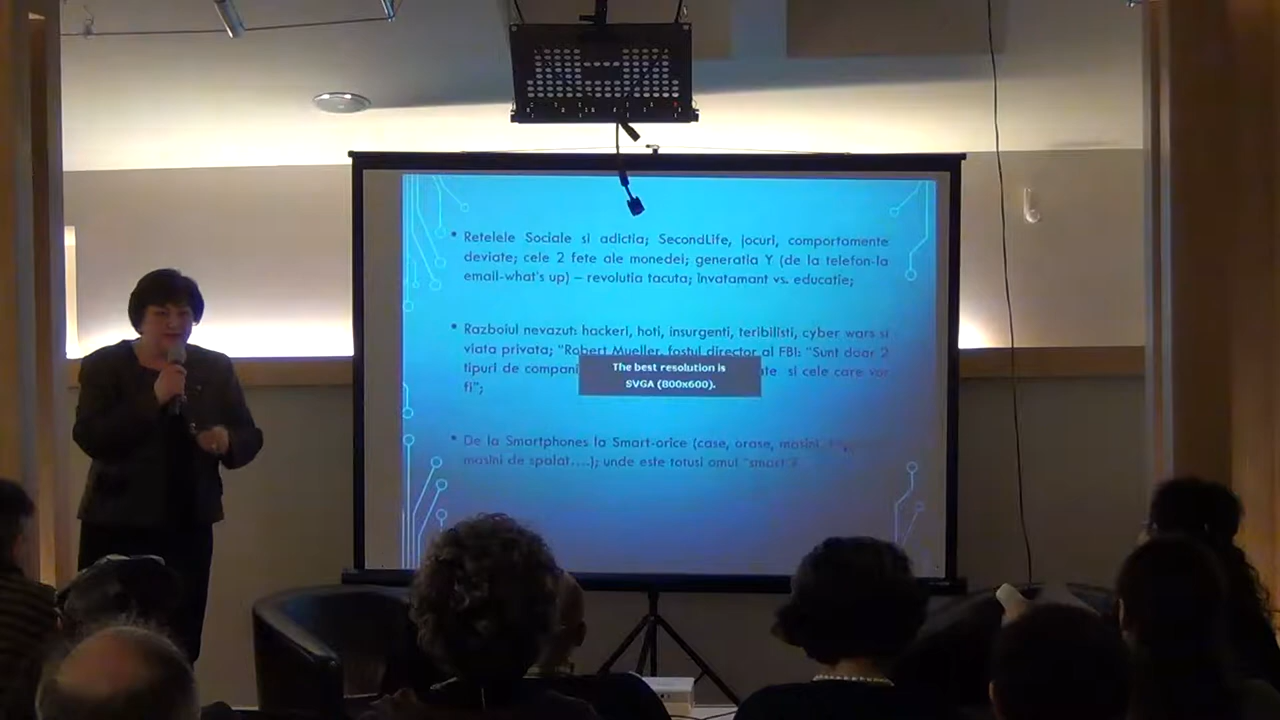 • Retelele Sociale si adictia; SecondLife, jocuri, comportamente
deviate; cele 2 fete ale monedei; generatia Y (de la telefon-la
email-what's up) – revolutia tacuta; invatamant vs. educatie;
• Razboiul nevazut: hackeri, hoti, insurgenti, teribilisti, cyber wars si
viata privata; "Robert Mueller, fostul director al FBI: "Sunt doar 2
tipuri de compani si cele care vor
fi";
The best resolution is
SVGA (800x600).
• De la Smartphones la Smart-orice (case, orase, masini,
masini de spalat….); unde este totusi omul "smart"?